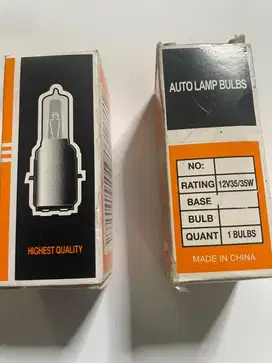 HIGHEST QUALITY
AUTO LAMP BULBS
NO:
RATING 12V35/35W
BASE
BULB
QUANT 1 BULBS
MADE IN CHINA